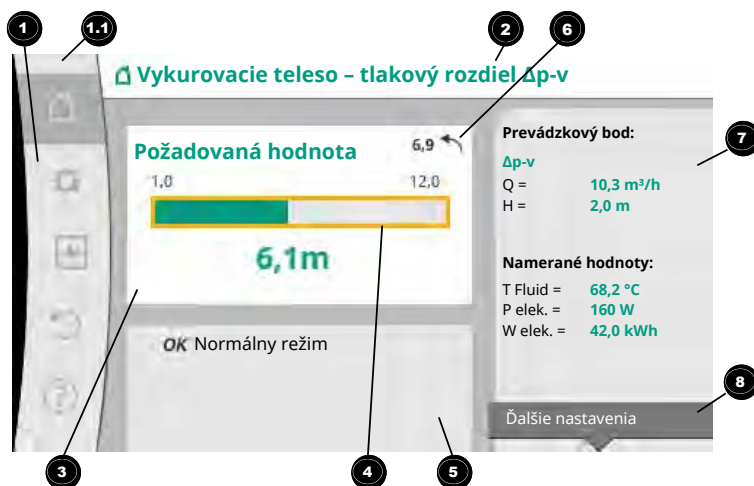 1
1.1
2
6
Vykurovacie teleso – tlakový rozdiel Δp-v
Požadovaná hodnota
6,9
1,0
12,0
6,1m
OK Normálny režim
Prevádzkový bod:
7
Δp-v
Q = 10,3 m³/h
H = 2,0 m
Namerané hodnoty:
T Fluid = 68,2 °C
P elek. = 160 W
W elek. = 42,0 kWh
8
Ďalšie nastavenia
3
4
5